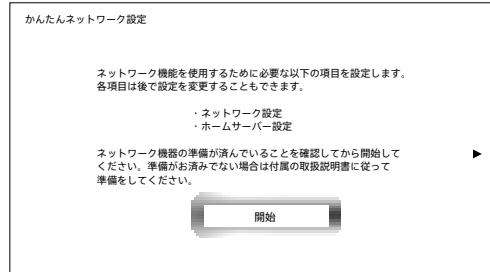 かんたんネットワーク設定
ネットワーク機能を使用するために必要な以下の項目を設定します。
各項目は後で設定を変更することもできます。
・ネットワーク設定
・ホームサーバー設定
ネットワーク機器の準備が済んでいることを確認してから開始して
ください。準備がお済みでない場合は付属の取扱説明書に従って
準備をしてください。
開始